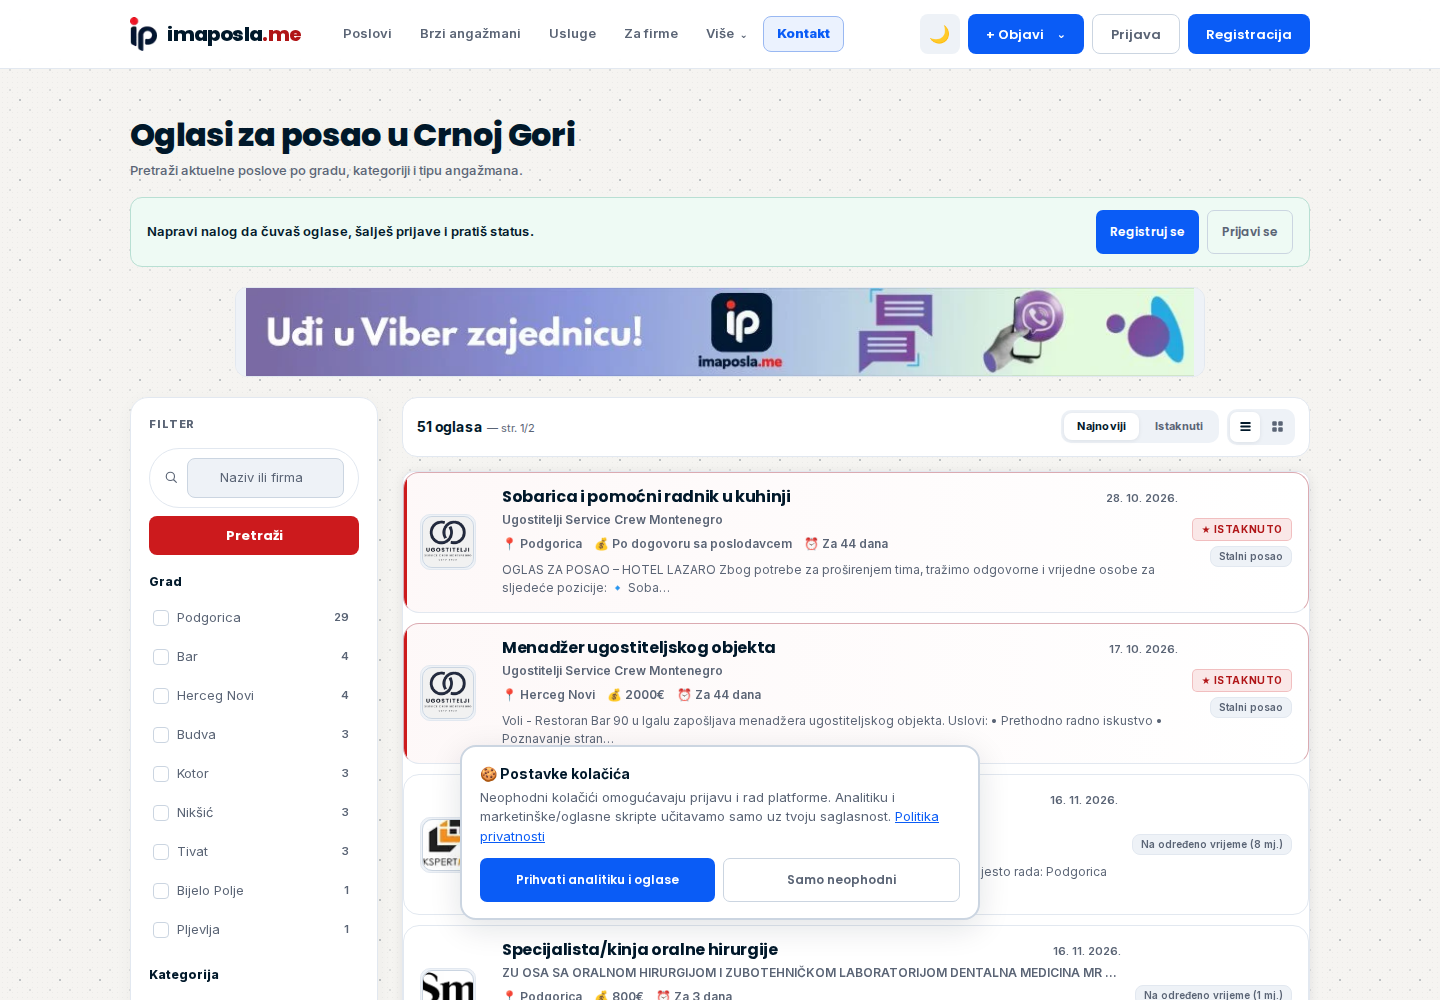 imaposla.me
Poslovi
Brzi angažmani
Usluge
Za firme
Više
Kontakt
+ Objavi
Prijava
Registracija
Oglasi za posao u Crnoj Gori
Pretraži aktuelne poslove po gradu, kategoriji i tipu angažmana.
Napravi nalog da čuvaš oglase, šalješ prijave i pratiš status.
Registruj se
Prijavi se
Uđi u Viber zajednicu!
ip
imaposla.me
FILTER
Naziv ili firma
Pretraži
Grad
Podgorica 29
Bar 4
Herceg Novi 4
Budva 3
Kotor 3
Nikšić 3
Tivat 3
Bijelo Polje 1
Pljevlja 1
Kategorija
51 oglasa — str. 1/2
Najnoviji
Istaknuti
Sobarica i pomoćni radnik u kuhinji
28. 10. 2026.
Ugostitelji Service Crew Montenegro
📍 Podgorica 💰 Po dogovoru sa poslodavcem ⏰ Za 44 dana
OGLAS ZA POSAO – HOTEL LAZARO Zbog potrebe za proširenjem tima, tražimo odgovorne i vrijedne osobe za
sljedeće pozicije: 🔹 Soba…
★ ISTAKNUTO
Stalni posao
UGOSTITELJI
Menadžer ugostiteljskog objekta
17. 10. 2026.
Ugostitelji Service Crew Montenegro
📍 Herceg Novi 💰 2000€ ⏰ Za 44 dana
Voli - Restoran Bar 90 u Igalu zapošljava menadžera ugostiteljskog objekta. Uslovi: • Prethodno radno iskustvo •
Poznavanje stran…
★ ISTAKNUTO
Stalni posao
UGOSTITELJI
16. 11. 2026.
Na određeno vrijeme (8 mj.)
jesto rada: Podgorica
🍪 Postavke kolačića
Neophodni kolačići omogućavaju prijavu i rad platforme. Analitiku i
marketinške/oglasne skripte učitavamo samo uz tvoju saglasnost. Politika
privatnosti
Prihvati analitiku i oglase
Samo neophodni
Specijalista/kinja oralne hirurgije
16. 11. 2026.
ZU OSA SA ORALNOM HIRURGIJOM I ZUBOTEHNIČKOM LABORATORIJOM DENTALNA MEDICINA MR …
📍 Podgorica 💰 800€ ⏰ Za 3 dana
Na određeno vrijeme (1 mj.)
Sm